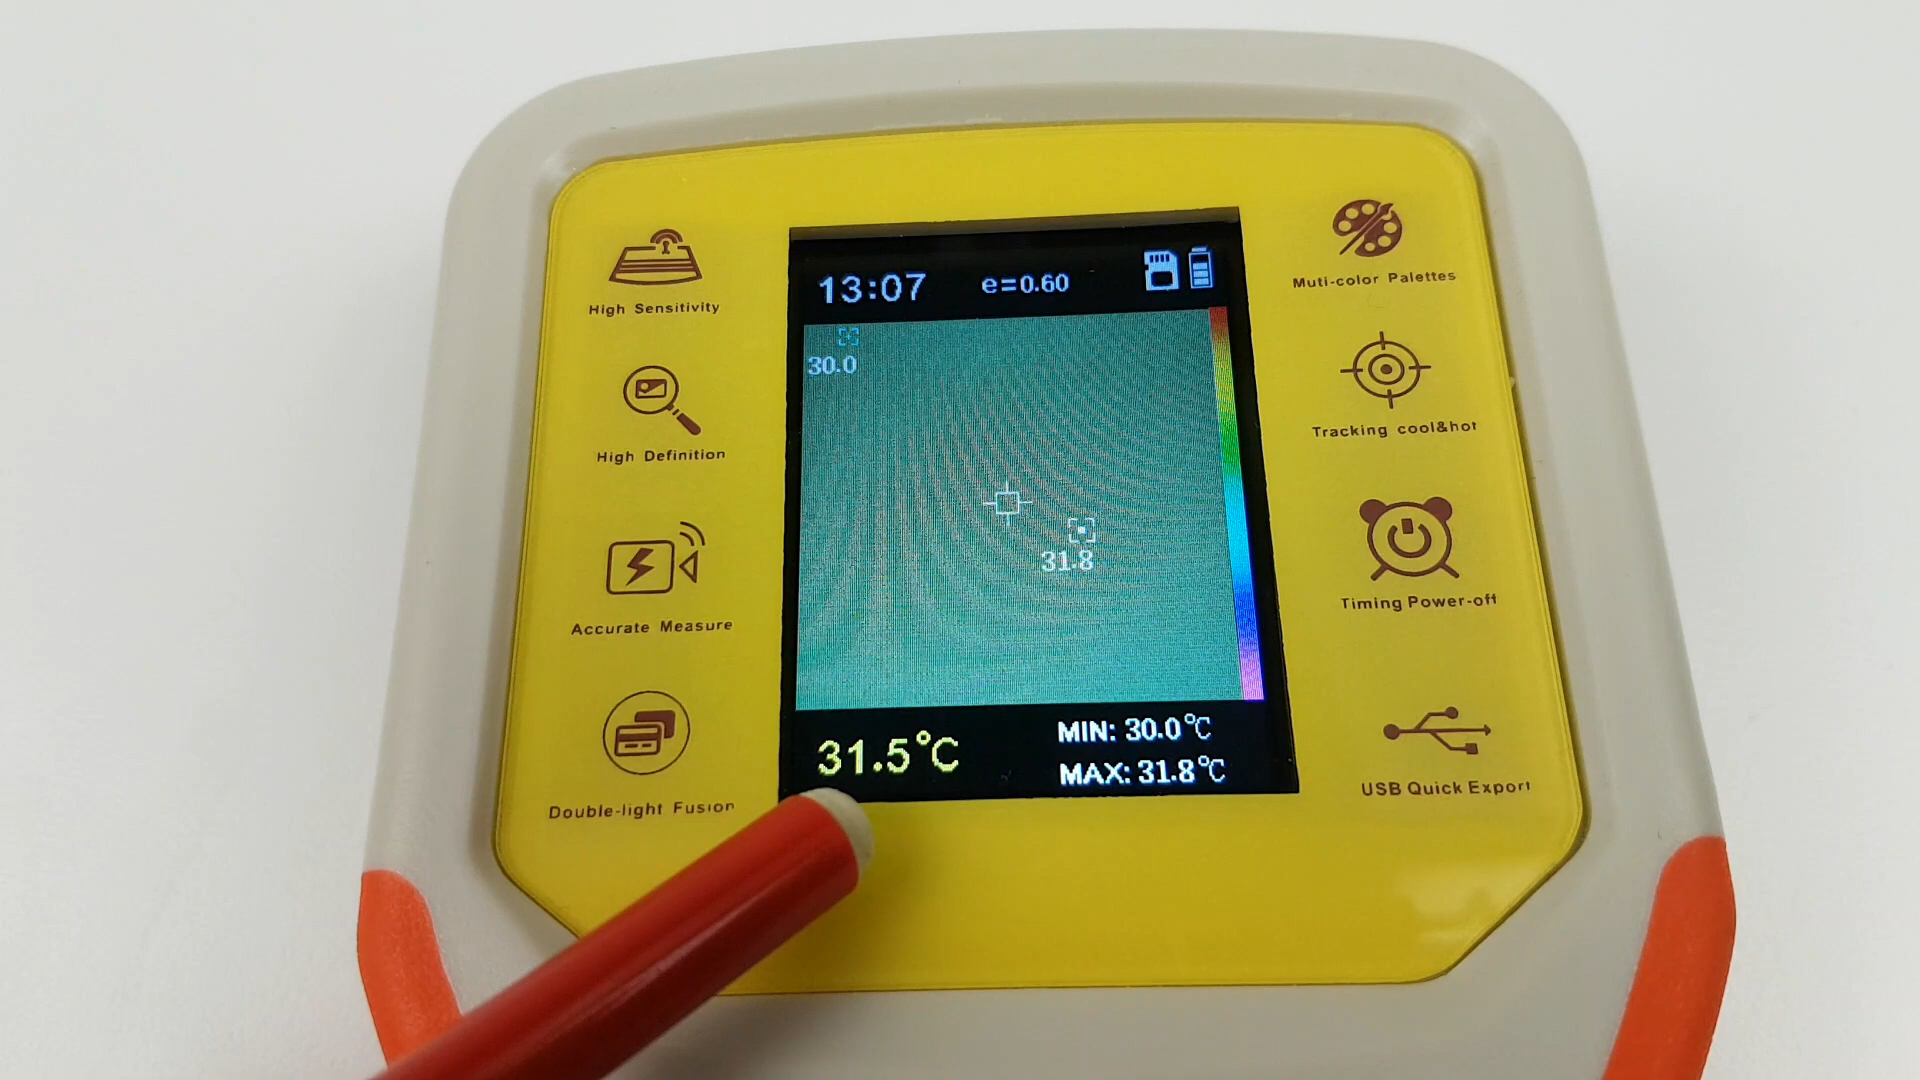 High Sensitivity
High Definition
Accurate Measure
Double-light Fusion
13:07 e=0.60
30.0
31.8
31.5℃
MIN: 30.0℃
MAX: 31.8℃
Muti-color Palettes
Tracking cool&hot
Timing Power-off
USB Quick Export